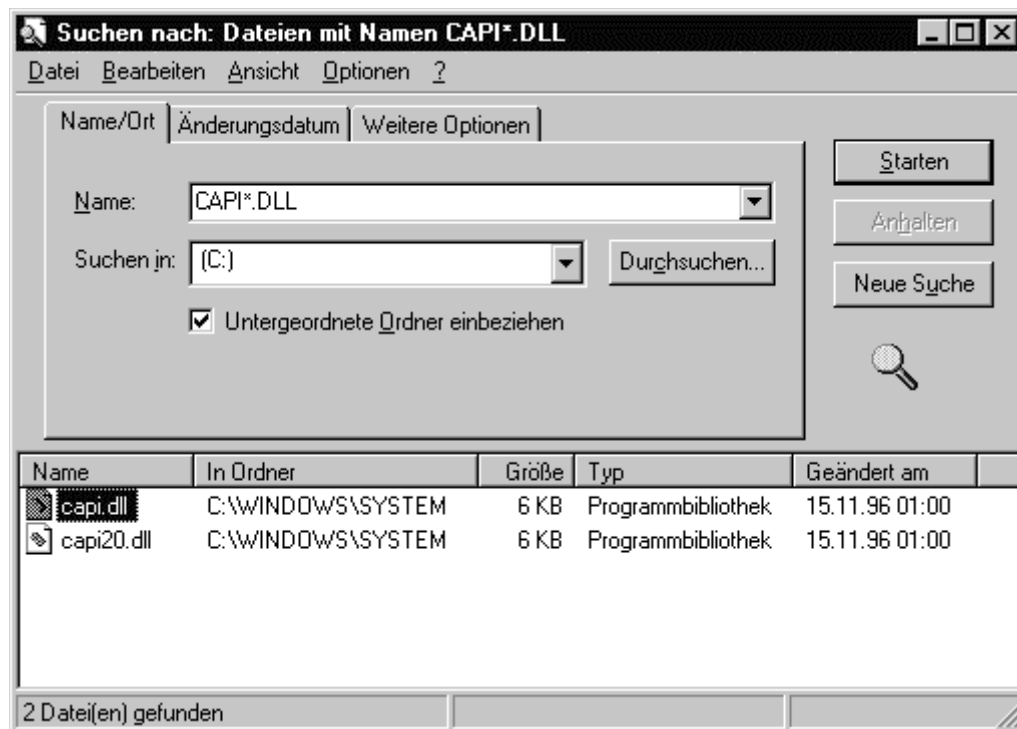 Suchen nach: Dateien mit Namen CAPI*.DLL
Datei Bearbeiten Ansicht Optionen ?
Name/Ort Änderungsdatum Weitere Optionen
Starten
Name: CAPI*.DLL
Anhalten
Suchen in: (C:) Durchsuchen...
Neue Suche
Untergeordnete Ordner einbeziehen
Name In Ordner Größe Typ Geändert am
capi.dll C:\WINDOWS\SYSTEM 6 KB Programmbibliothek 15.11.96 01:00
capi20.dll C:\WINDOWS\SYSTEM 6 KB Programmbibliothek 15.11.96 01:00
2 Datei(en) gefunden